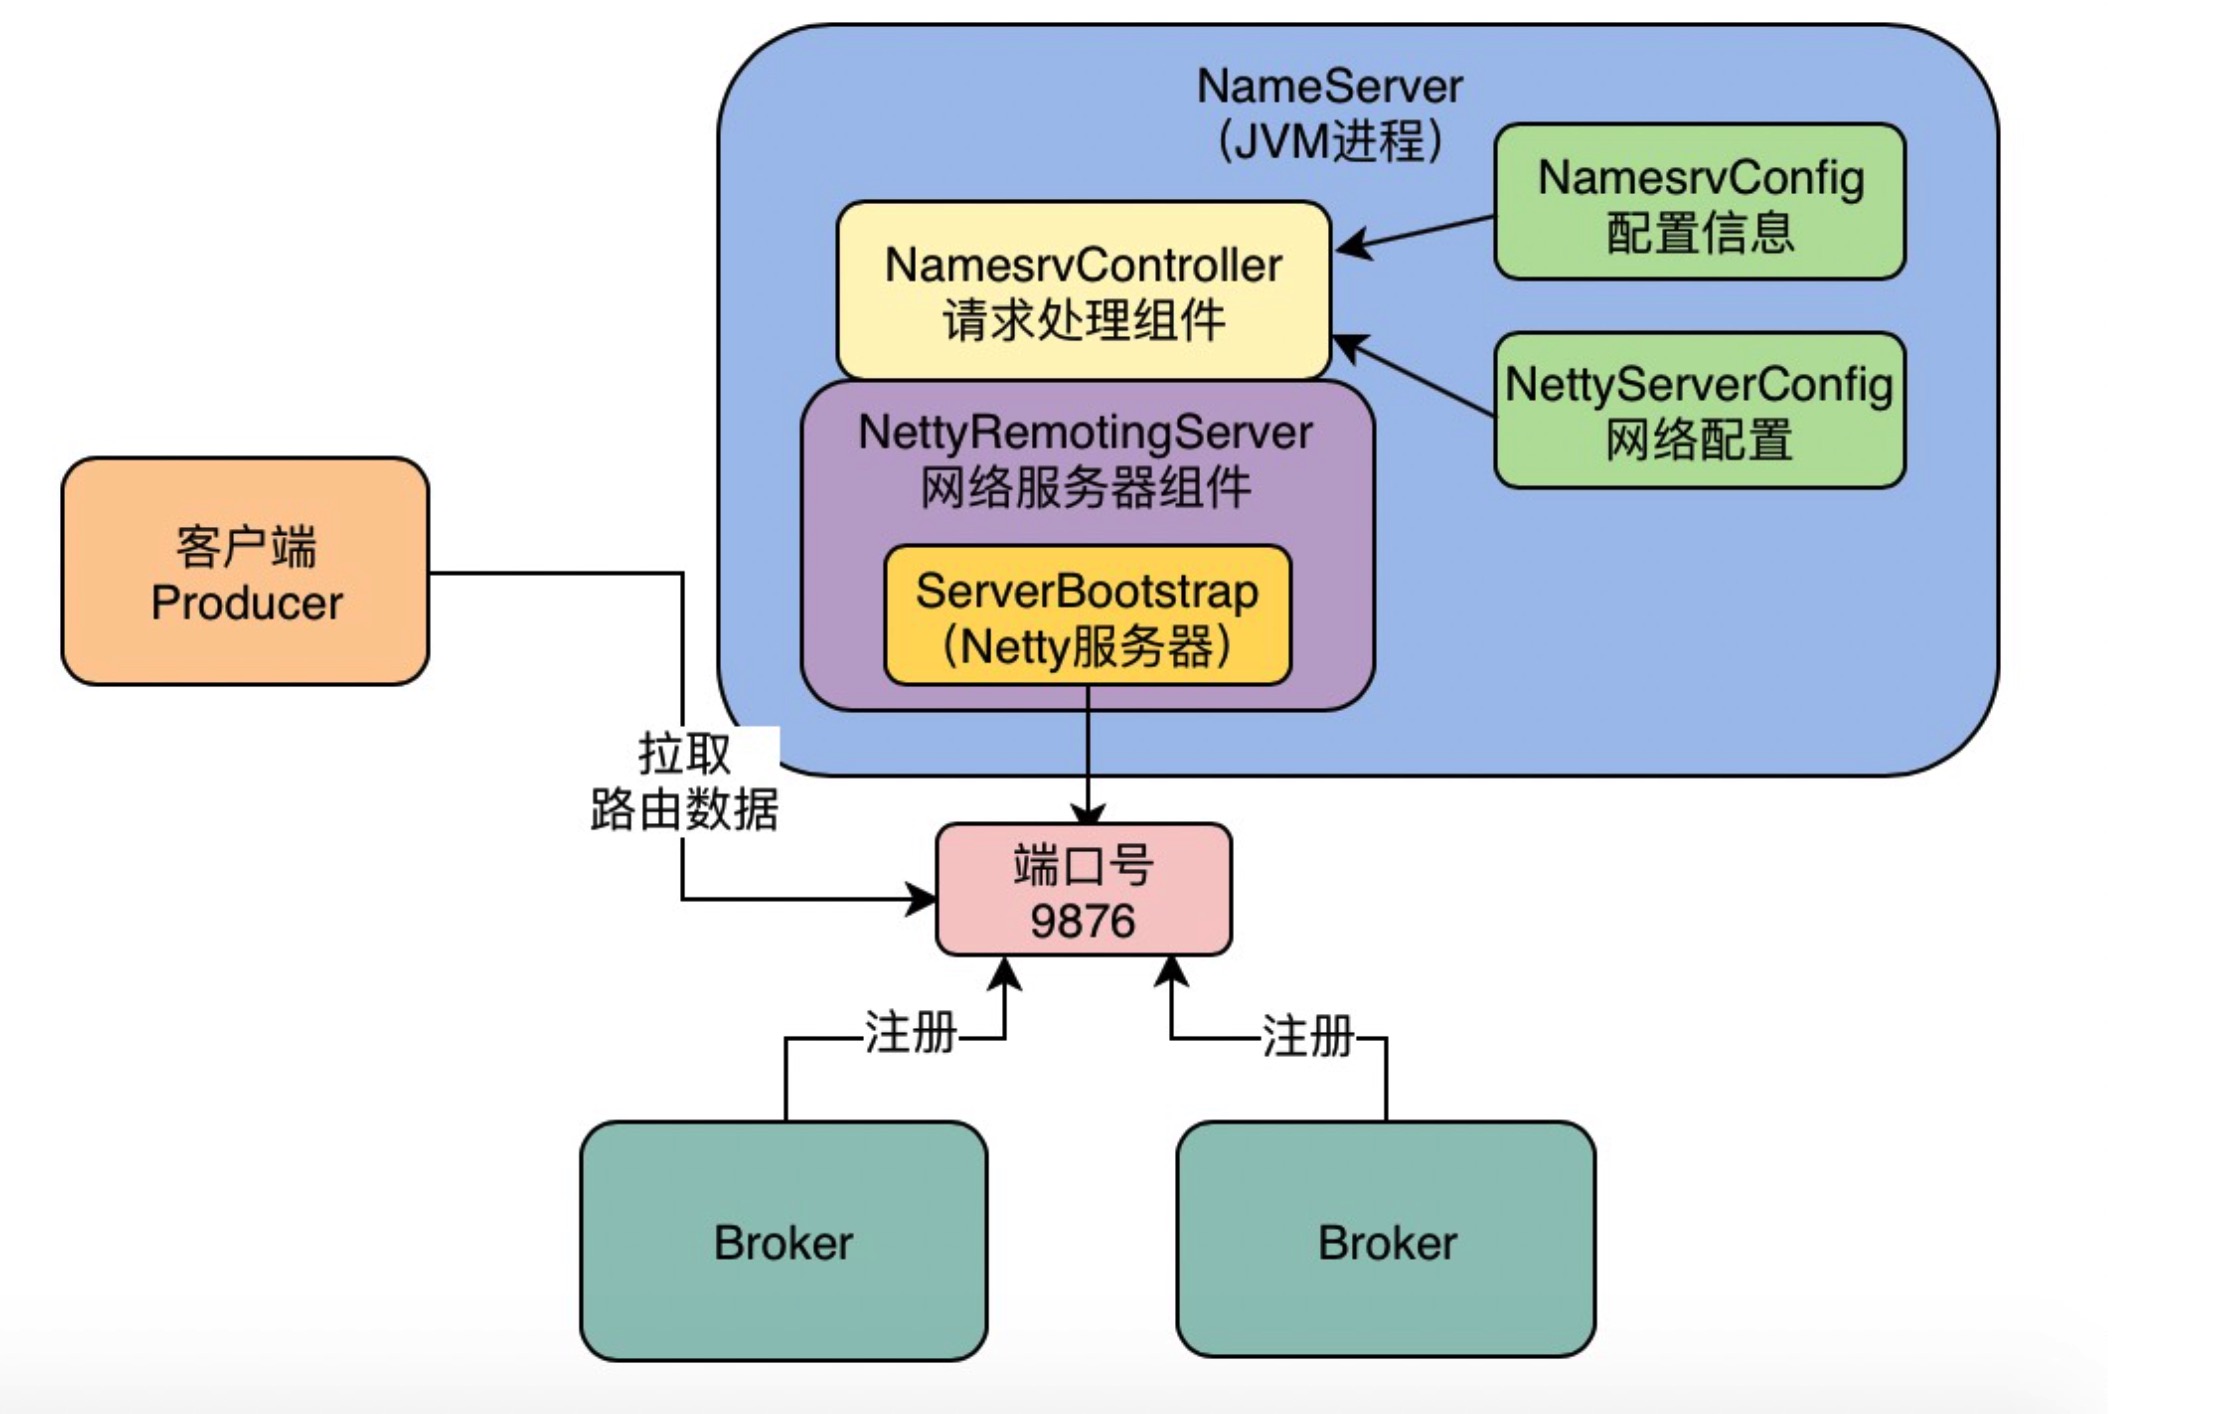 NameServer
（JVM进程）
NamesrvConfig
配置信息
NamesrvController
请求处理组件
NettyServerConfig
网络配置
NettyRemotingServer
网络服务器组件
ServerBootstrap
（Netty服务器）
客户端
Producer
拉取
路由数据
端口号
9876
注册
注册
Broker
Broker